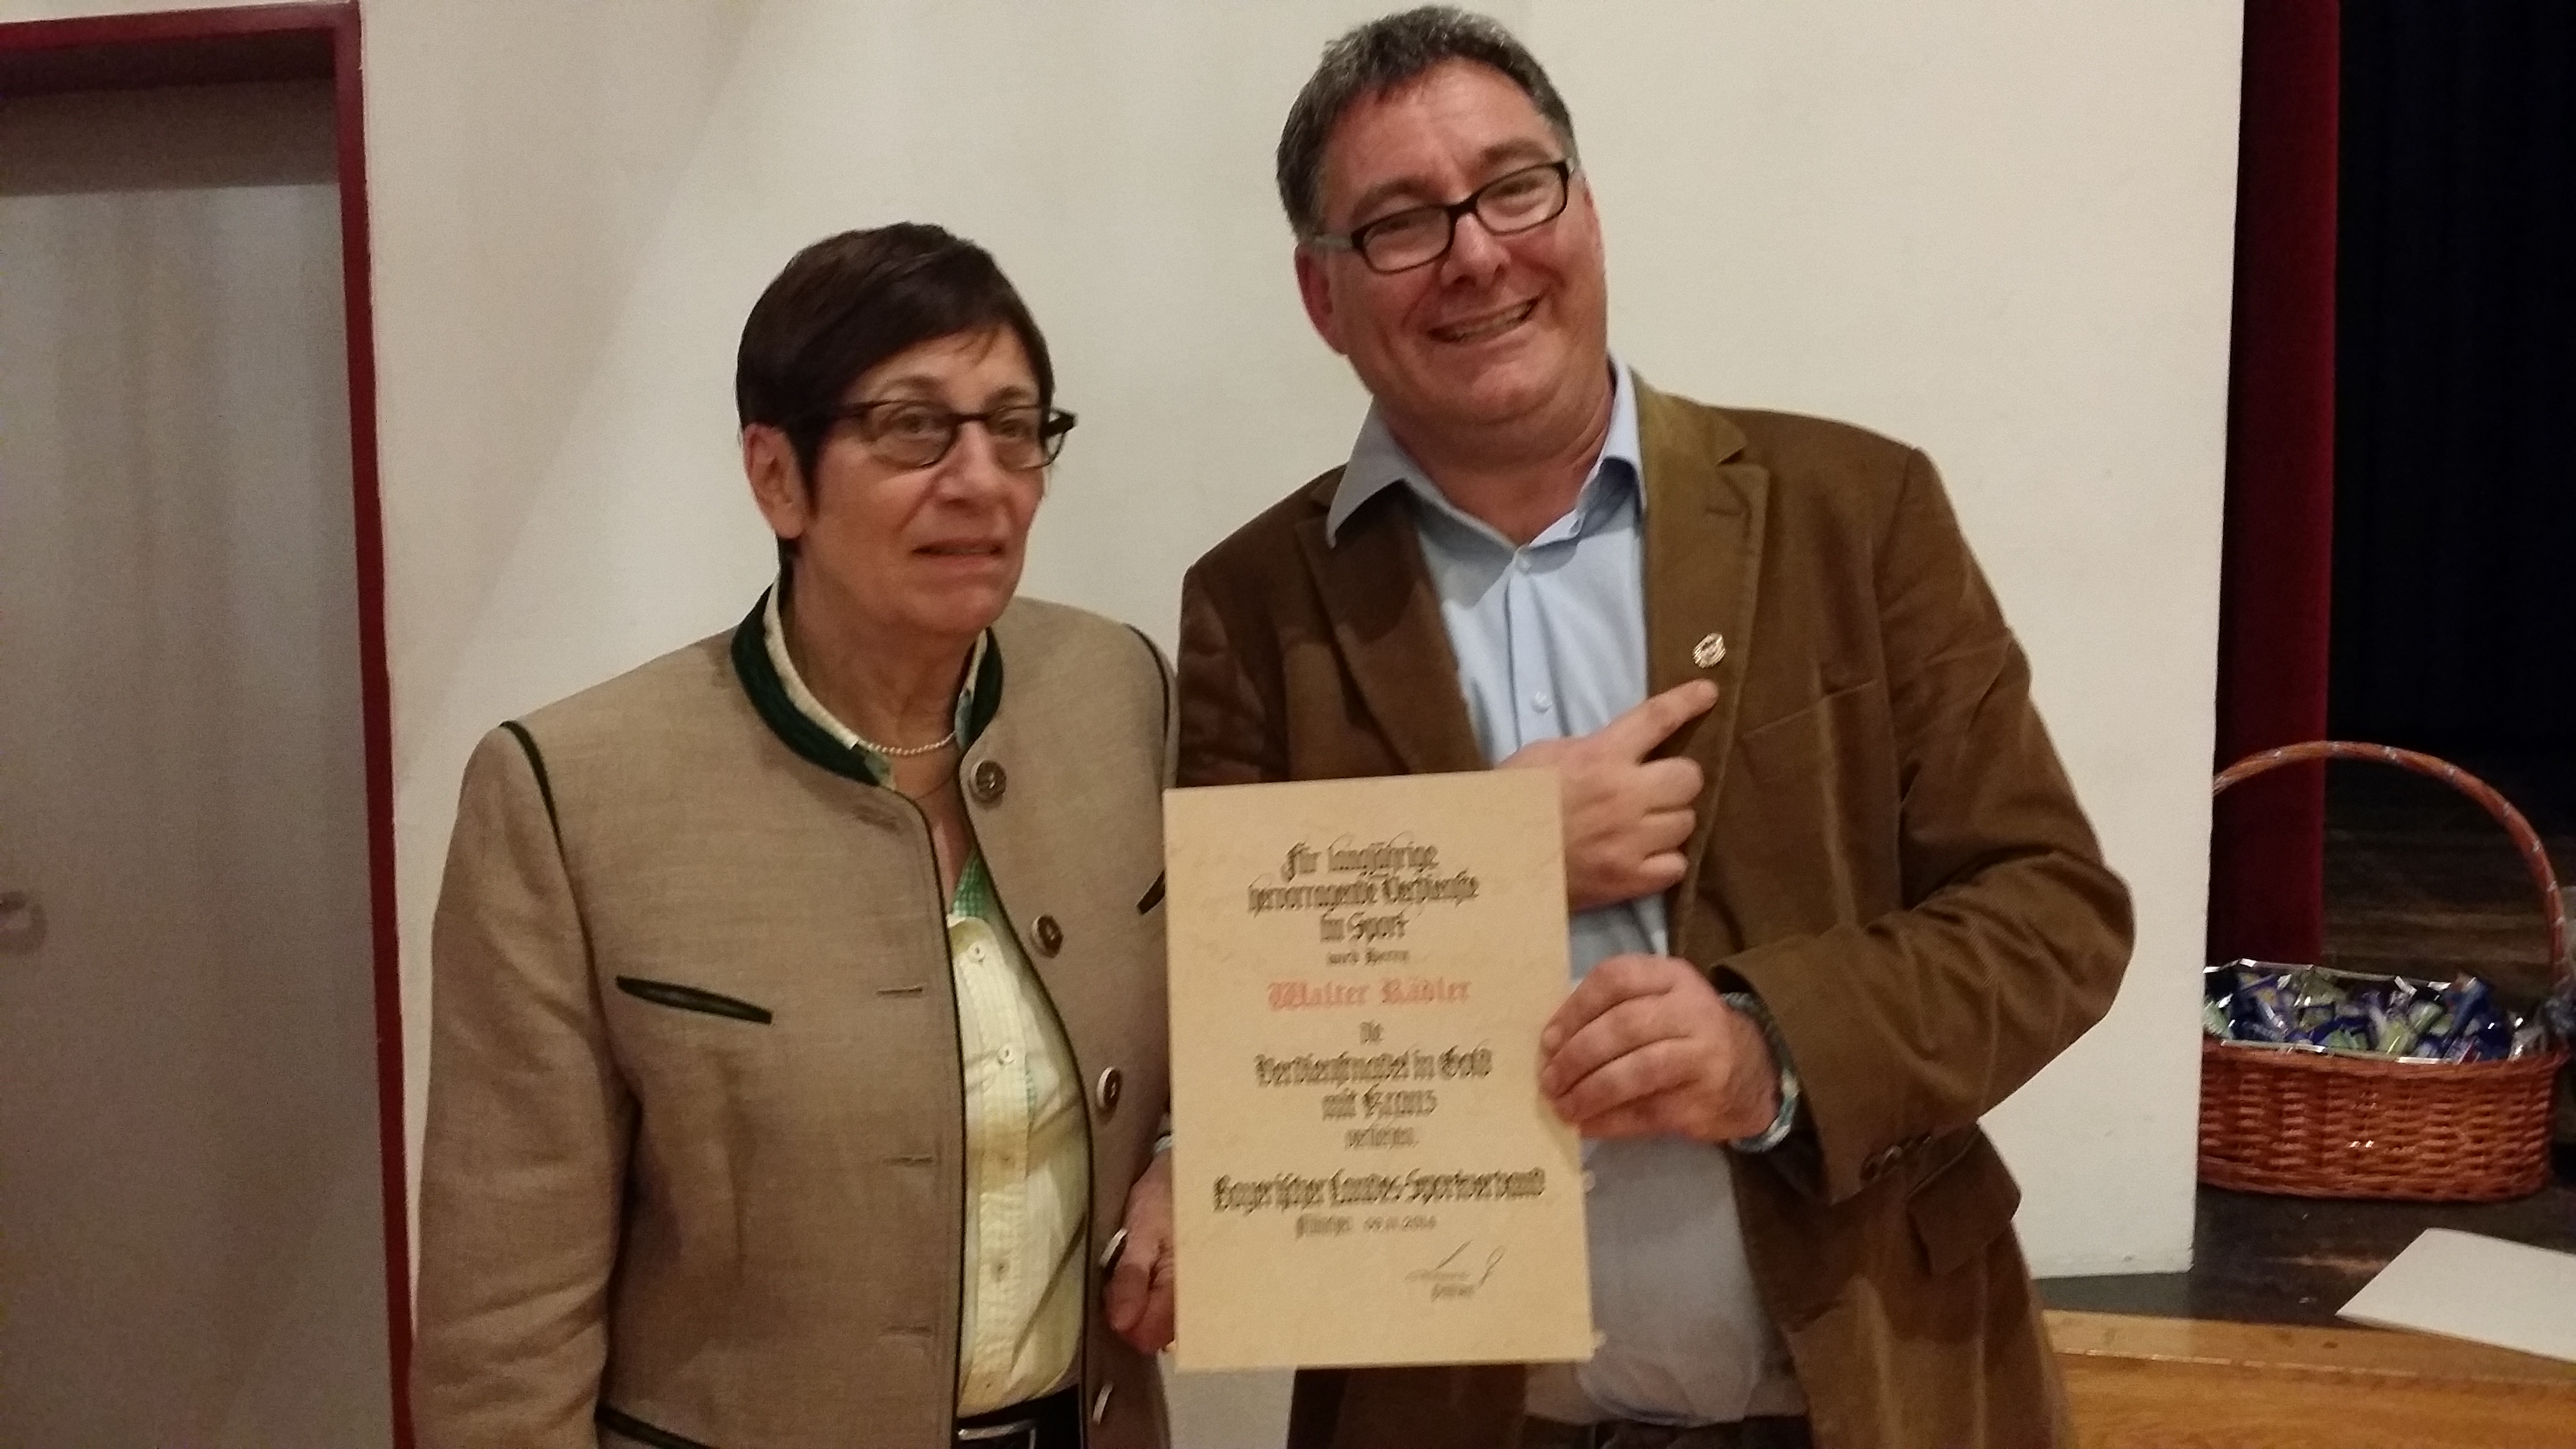 Für langjährige
hervorragende Verdienste
im Sport
wird Herrn
Walter Rädler
die
Verdienstnadel in Gold
mit Kranz
verliehen.
Bayerischer Landes-Sportverband